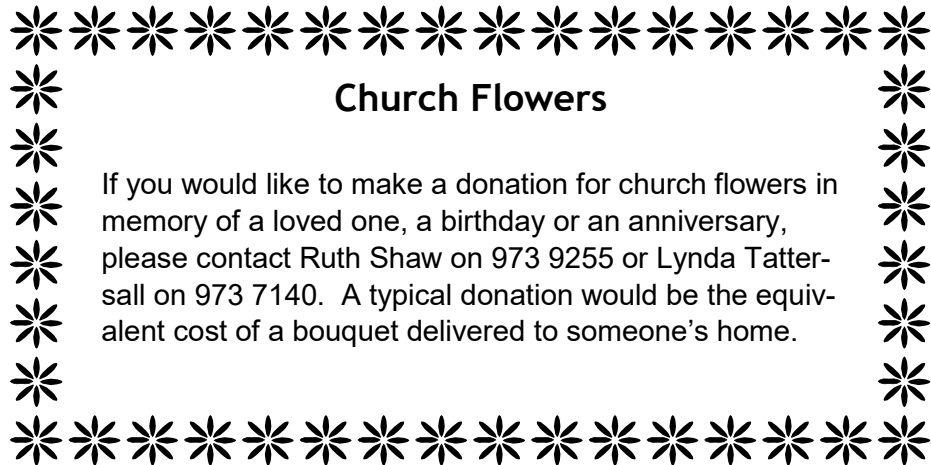 Church Flowers
If you would like to make a donation for church flowers in
memory of a loved one, a birthday or an anniversary,
please contact Ruth Shaw on 973 9255 or Lynda Tatter-
sall on 973 7140.  A typical donation would be the equiv-
alent cost of a bouquet delivered to someone’s home.